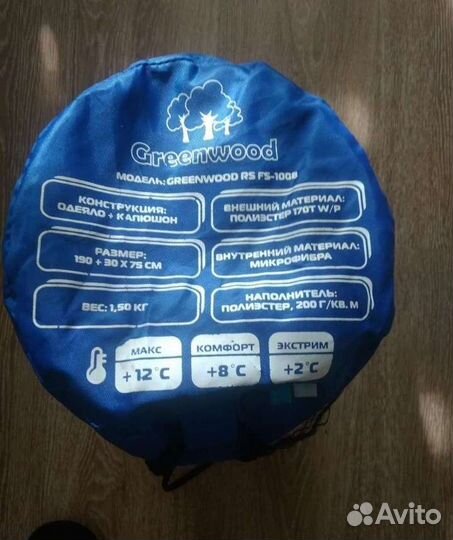 Greenwood
МОДЕЛЬ: GREENWOOD RS FS-1008
КОНСТРУКЦИЯ:
ОДЕЯЛО + КАПЮШОН
ВНЕШНИЙ МАТЕРИАЛ:
ПОЛИЭСТЕР 170T W/P
РАЗМЕР:
190 + 30 X 75 СМ
ВНУТРЕННИЙ МАТЕРИАЛ:
МИКРОФИБРА
ВЕС: 1,50 КГ
НАПОЛНИТЕЛЬ:
ПОЛИЭСТЕР, 200 Г/КВ. М
МАКС
+12°C
КОМФОРТ
+8°C
ЭКСТРИМ
+2°C
Avito